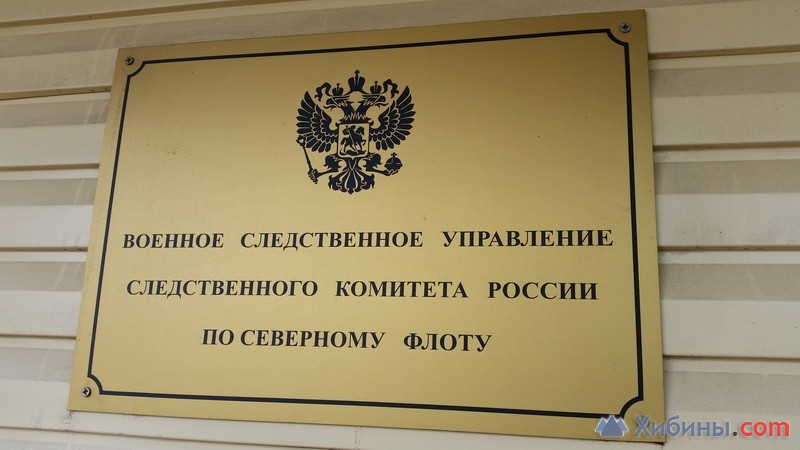 ВОЕННОЕ СЛЕДСТВЕННОЕ УПРАВЛЕНИЕ
СЛЕДСТВЕННОГО КОМИТЕТА РОССИИ
ПО СЕВЕРНОМУ ФЛОТУ
Хибины.com